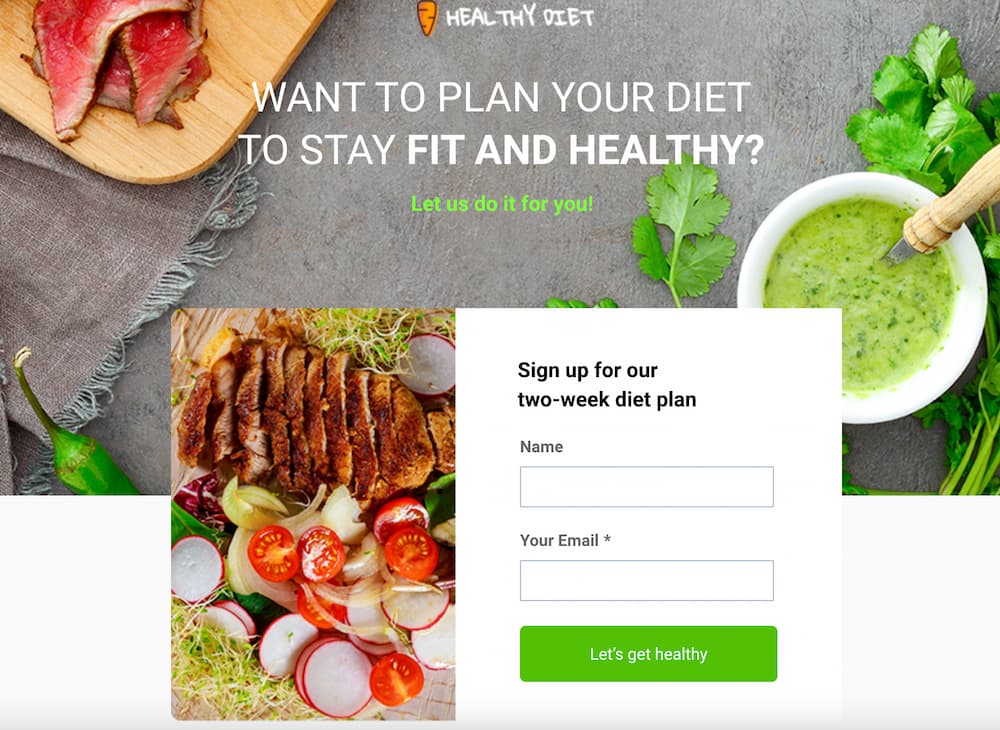 HEALTHY DIET
WANT TO PLAN YOUR DIET
TO STAY FIT AND HEALTHY?
Let us do it for you!
Sign up for our
two-week diet plan
Name
Your Email *
Let's get healthy